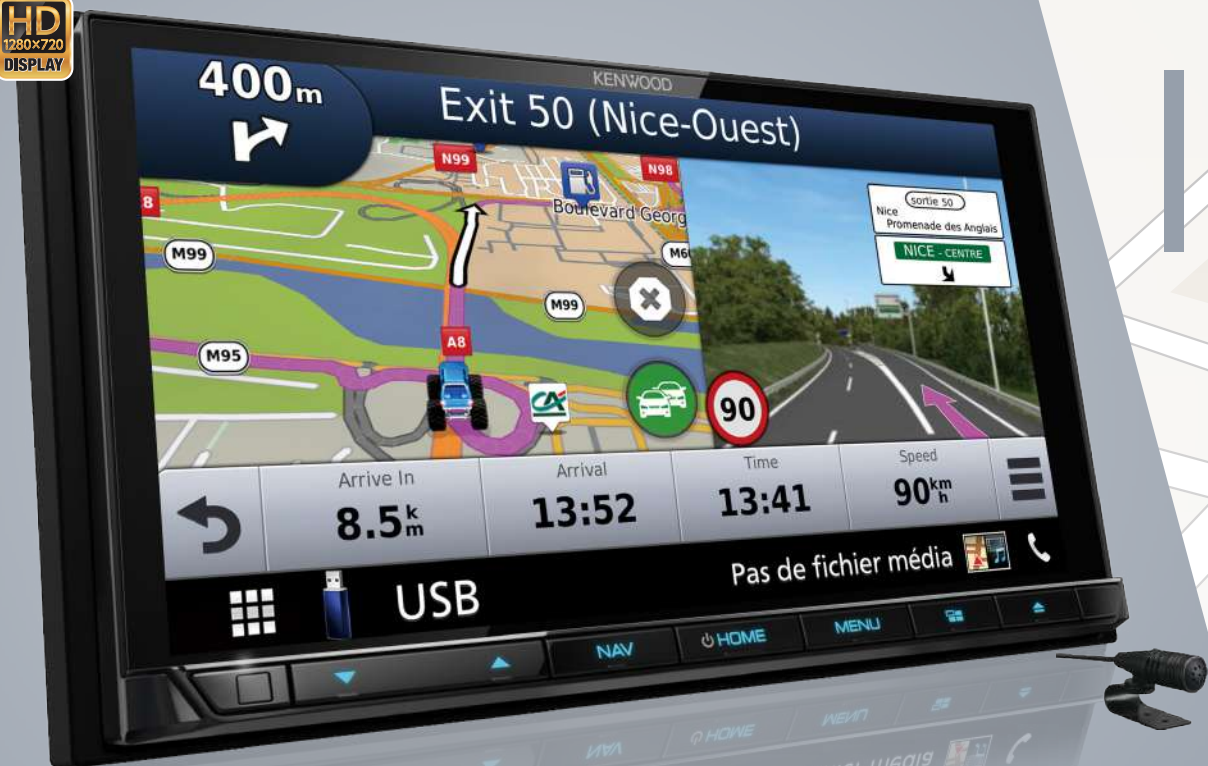 HD
1280×720
DISPLAY
KENWOOD
400m
Exit 50 (Nice-Ouest)
N99
N98
8
Boulevard Georg
M99
M6
M99
A8
M95
CA
sortie 50
Nice
Promenade des Anglais
NICE - CENTRE
90
Arrive In
8.5km
Arrival
13:52
Time
13:41
Speed
90km/h
USB
Pas de fichier média
NAV
HOME
MENU